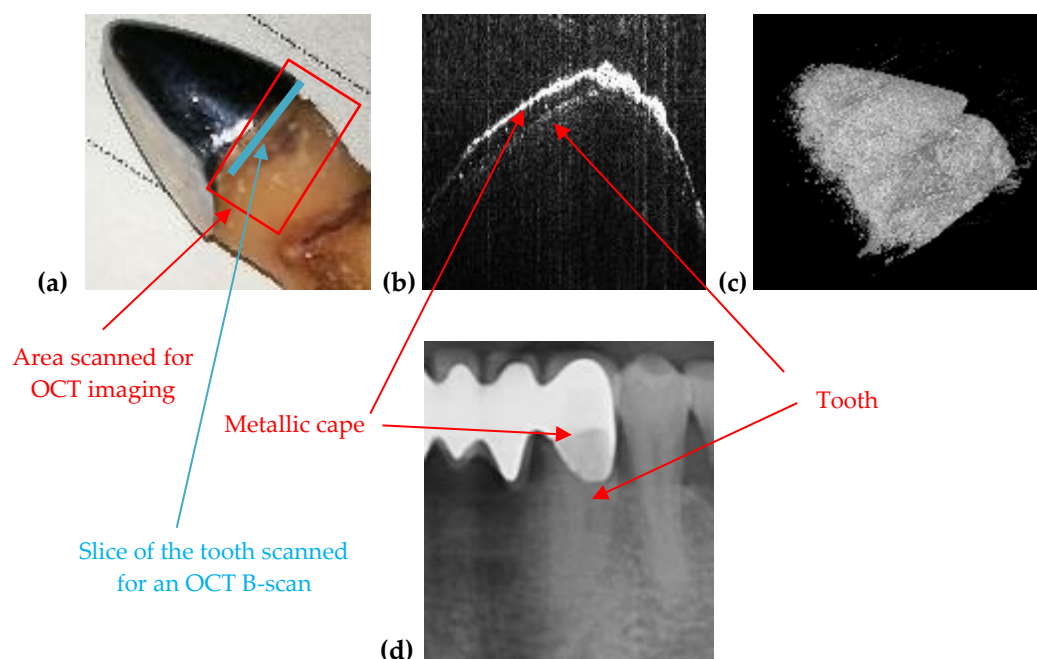 (a)
(b)
(c)
Area scanned for
OCT imaging
Metallic cape
Tooth
Slice of the tooth scanned
for an OCT B-scan
(d)